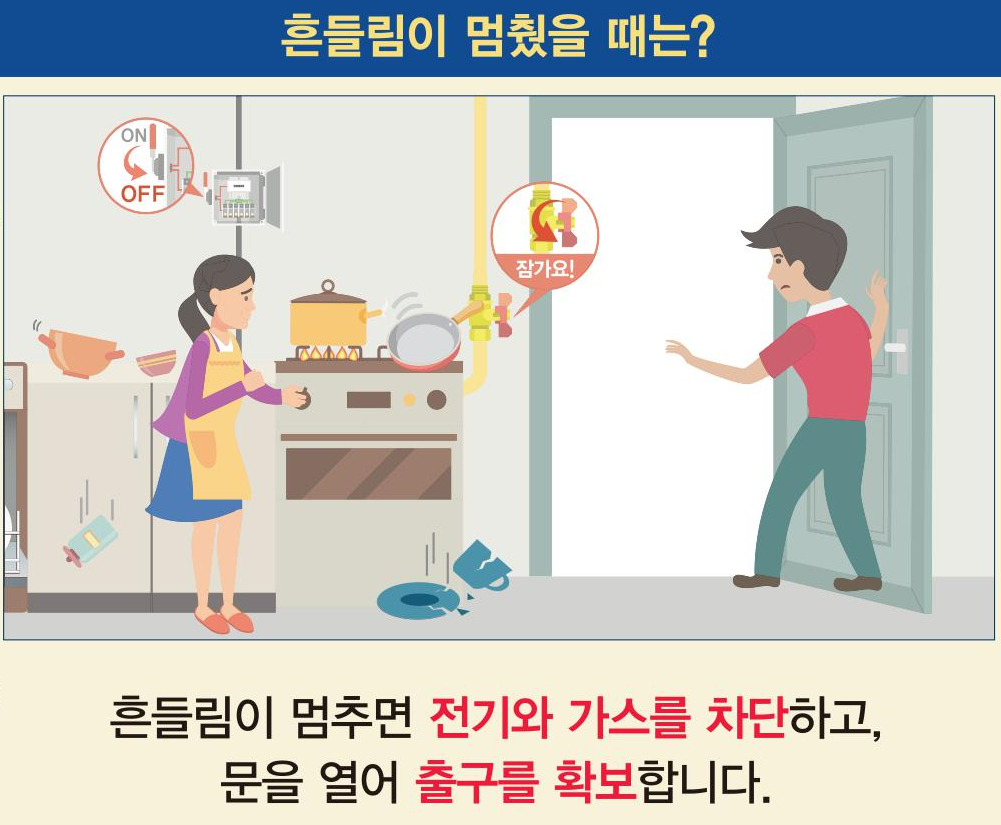 흔들림이 멈췄을 때는?
ON
OFF
잠가요!
흔들림이 멈추면 전기와 가스를 차단하고,
문을 열어 출구를 확보합니다.